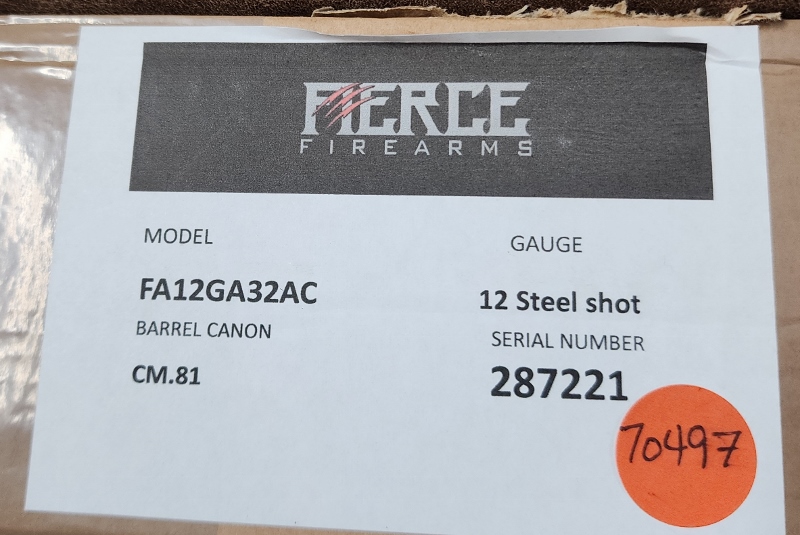 FIERCE
FIREARMS
MODEL
GAUGE
FA12GA32AC
12 Steel shot
BARREL CANON
SERIAL NUMBER
CM.81
287221
70497